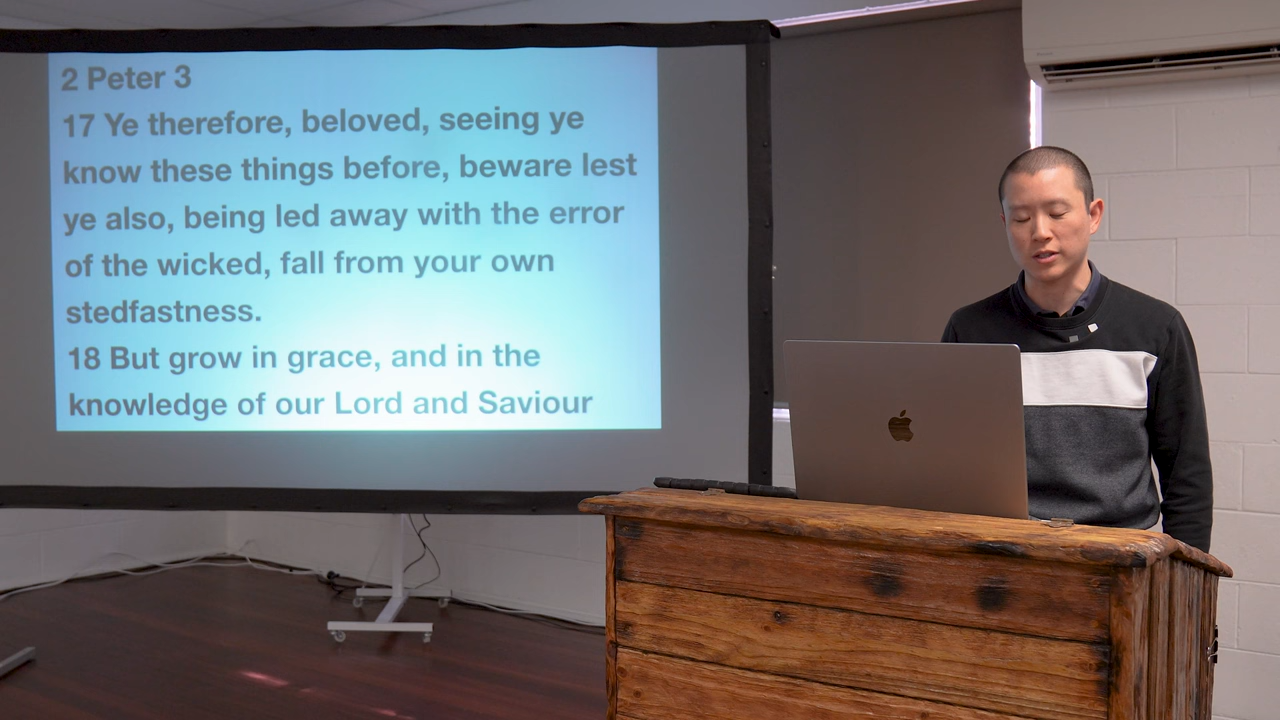 2 Peter 3
17 Ye therefore, beloved, seeing ye
know these things before, beware lest
ye also, being led away with the error
of the wicked, fall from your own
stedfastness.
18 But grow in grace, and in the
knowledge of our Lord and Saviour